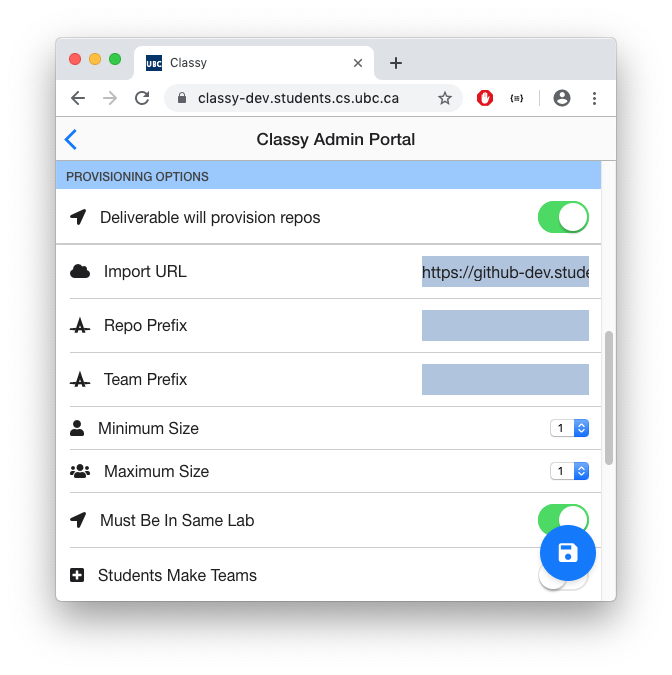 UBC Classy
classy-dev.students.cs.ubc.ca
Classy Admin Portal
PROVISIONING OPTIONS
Deliverable will provision repos
Import URL https://github-dev.stude
Repo Prefix
Team Prefix
Minimum Size 1
Maximum Size 1
Must Be In Same Lab
Students Make Teams